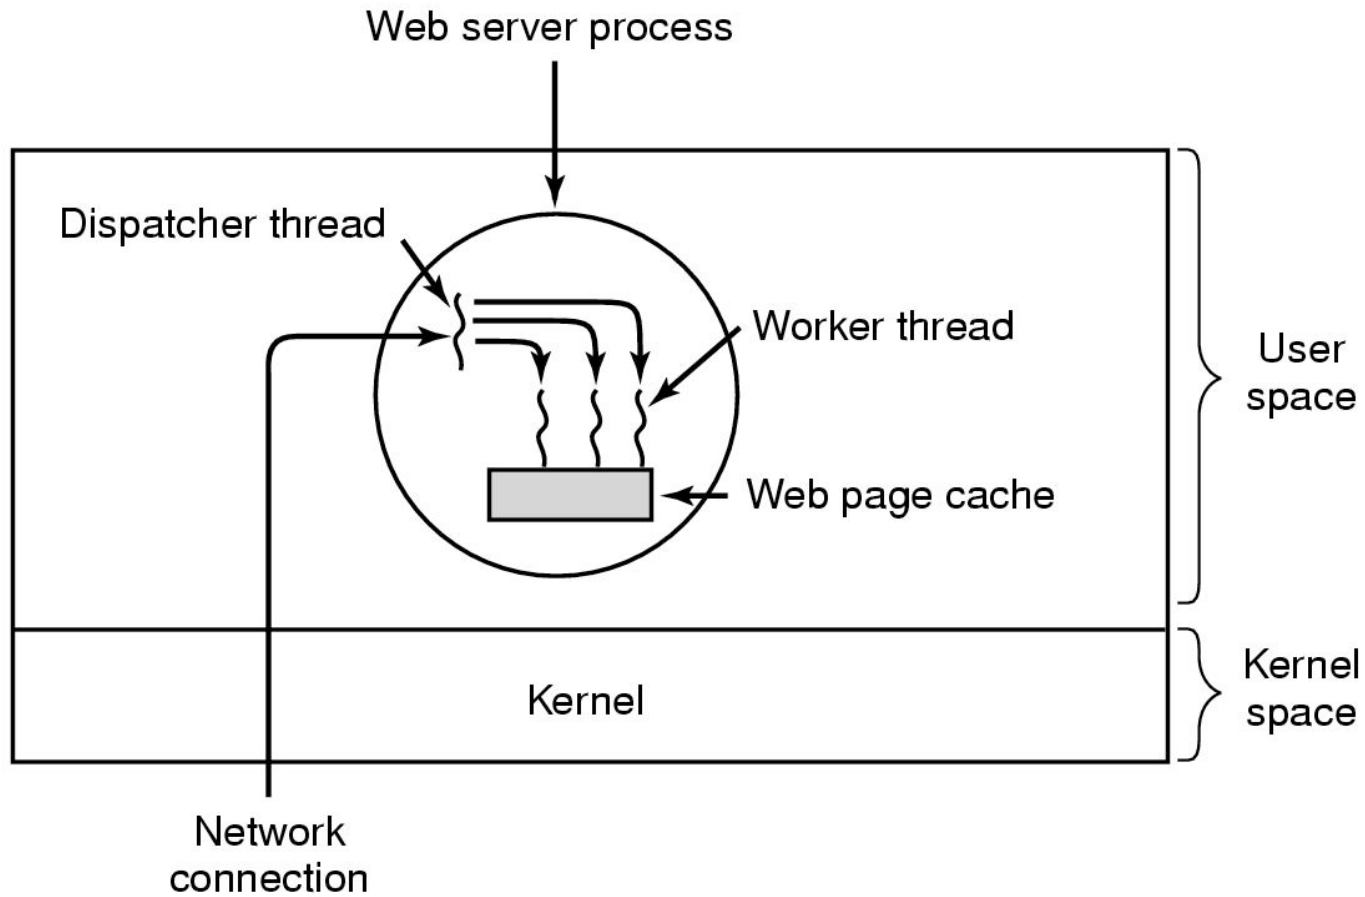 Web server process
Dispatcher thread
Worker thread
User
space
Web page cache
Kernel
space
Kernel
Network
connection